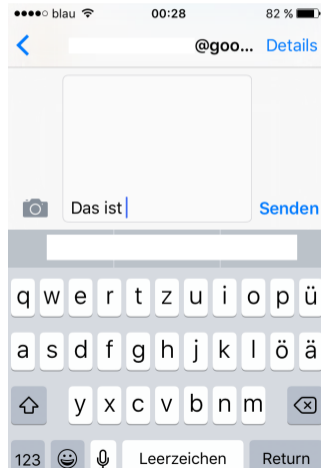 blau 00:28 82 %
@goo... Details
Das ist
Senden
q w e r t z u i o p ü
a s d f g h j k l ö ä
y x c v b n m
123 Leerzeichen Return